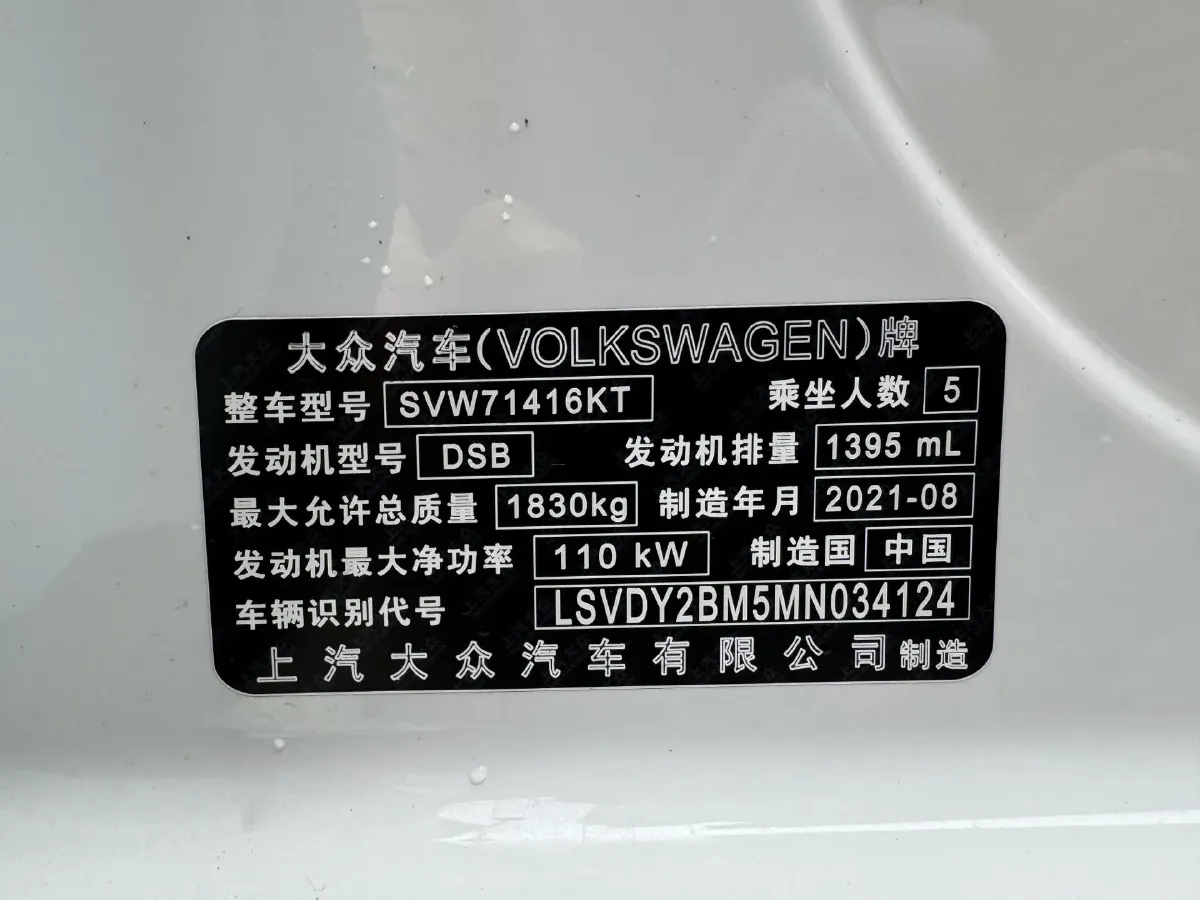 大众汽车(VOLKSWAGEN)牌
整车型号 SVW71416KT 乘坐人数 5
发动机型号 DSB 发动机排量 1395 mL
最大允许总质量 1830kg 制造年月 2021-08
发动机最大净功率 110 kW 制造国 中国
车辆识别代号 LSVDY2BM5MN034124
上汽大众汽车有限公司制造